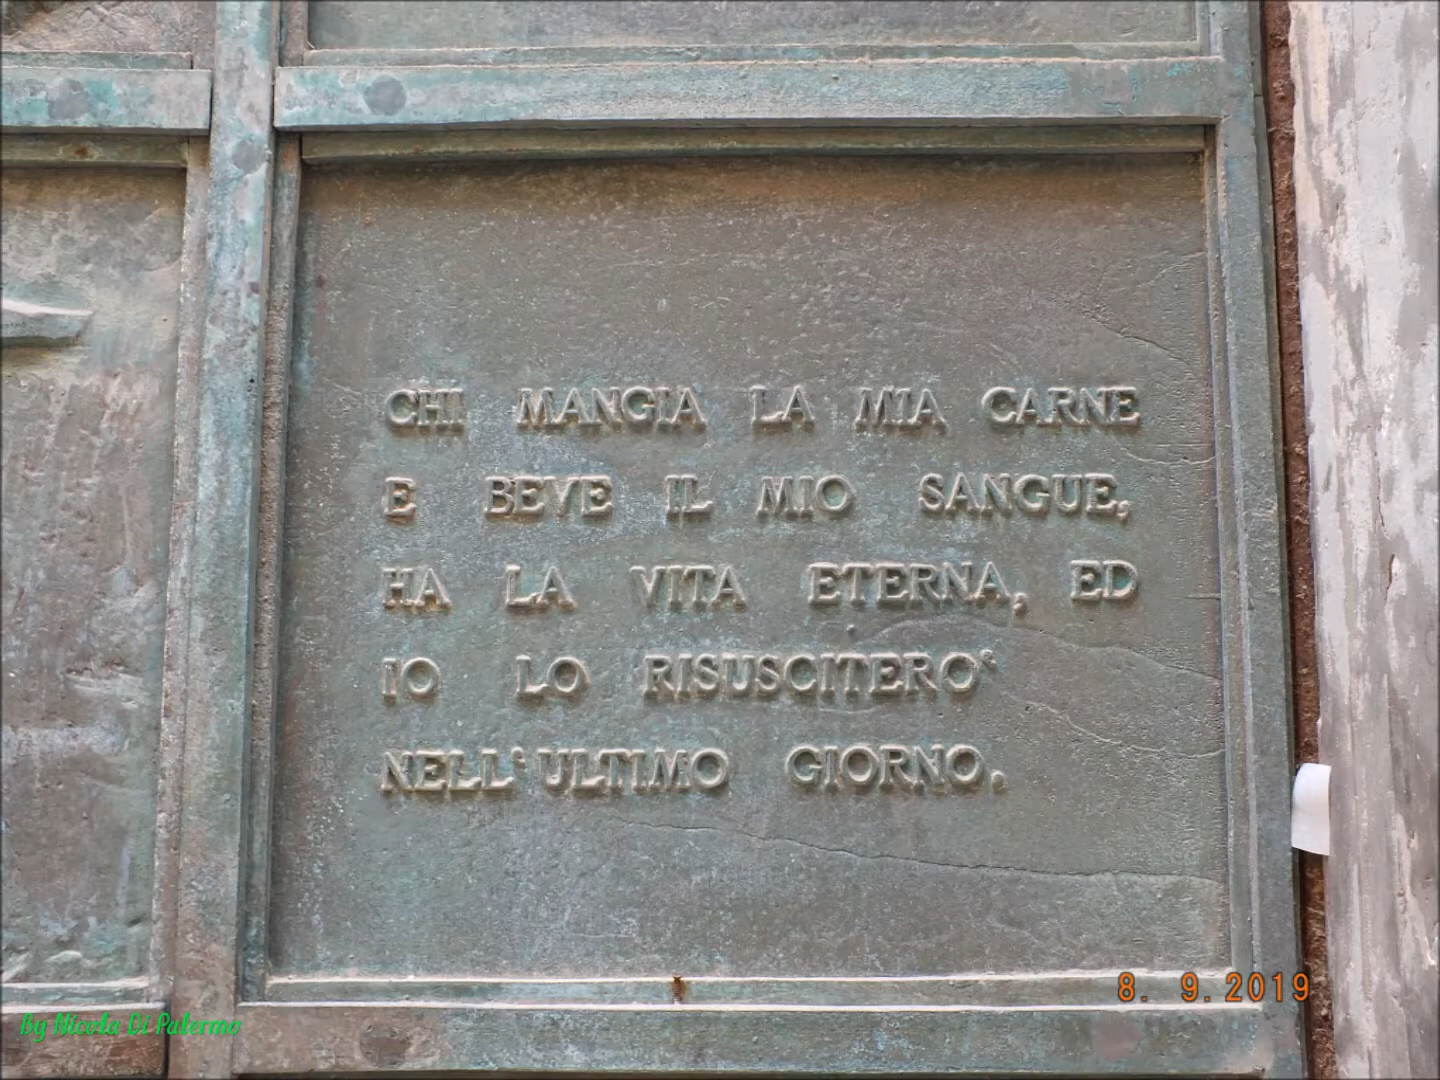 CHI MANGIA LA MIA CARNE
E BEVE IL MIO SANGUE,
HA LA VITA ETERNA, ED
IO LO RISUSCITERO'
NELL'ULTIMO GIORNO.
8. 9.2019
by Nicola Di Palermo